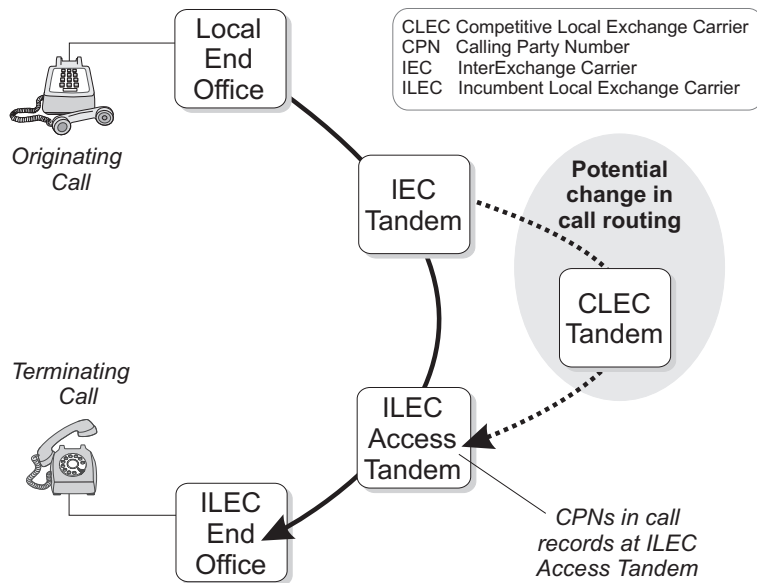 Local
End
Office
CLEC Competitive Local Exchange Carrier
CPN Calling Party Number
IEC InterExchange Carrier
ILEC Incumbent Local Exchange Carrier
Originating
Call
IEC
Tandem
Potential
change in
call routing
CLEC
Tandem
Terminating
Call
ILEC
Access
Tandem
ILEC
End
Office
CPNs in call
records at ILEC
Access Tandem